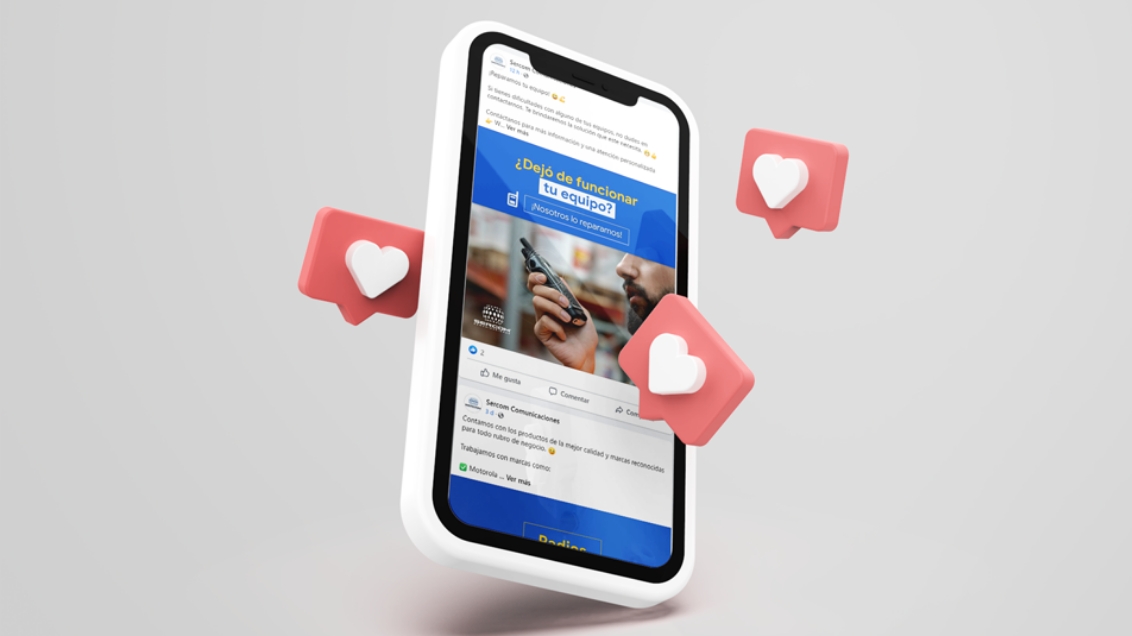 Sercom
12 h
¡Reparamos tu equipo! 😀💪
Si tienes dificultades con alguno de tus equipos, no dudes en
contactarnos. Te brindaremos la solución que este necesita.
Contáctanos para más información y una atención personalizada
👉 W... Ver más
¿Dejó de funcionar
tu equipo?
¡Nosotros lo reparamos!
SERCOM
2
Me gusta
Comentar
Com
Sercom Comunicaciones
3 d
Contamos con los productos de la mejor calidad y marcas reconocidas
para todo rubro de negocio. 😉
Trabajamos con marcas como:
✅ Motorola ... Ver más
Radios